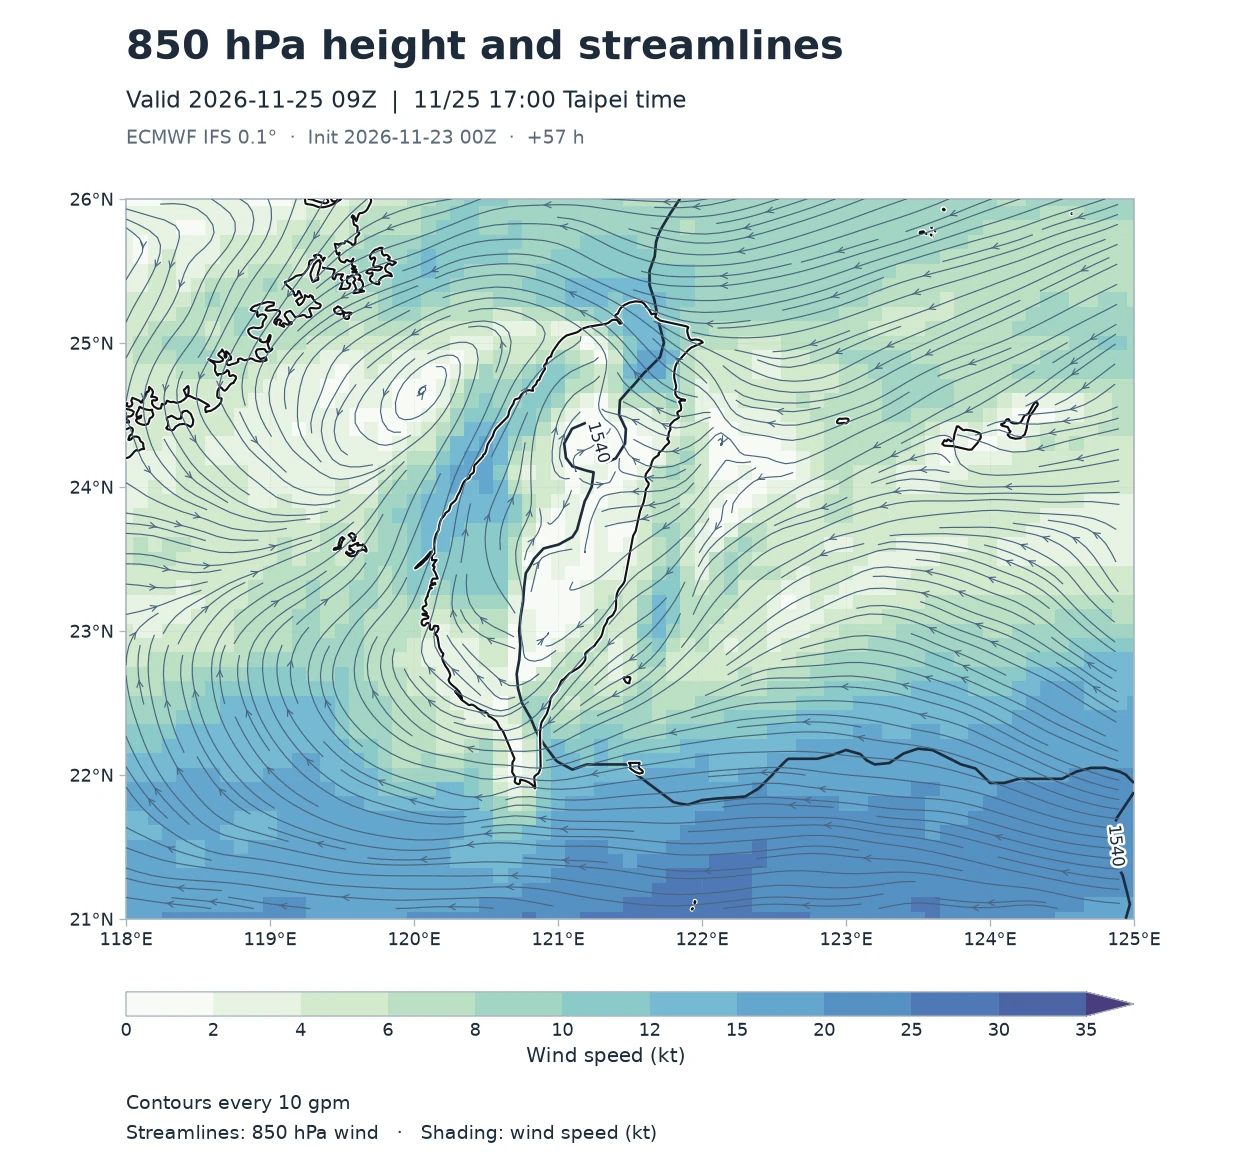 850 hPa height and streamlines
Valid 2026-11-25 09Z | 11/25 17:00 Taipei time
ECMWF IFS 0.1° · Init 2026-11-23 00Z · +57 h
26°N
25°N
24°N
23°N
22°N
21°N
1540
1540
118°E 119°E 120°E 121°E 122°E 123°E 124°E 125°E
0 2 4 6 8 10 12 15 20 25 30 35
Wind speed (kt)
Contours every 10 gpm
Streamlines: 850 hPa wind · Shading: wind speed (kt)